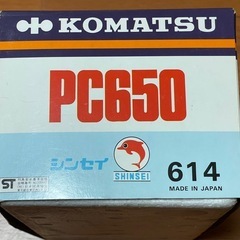 KOMATSU
PC650
シンセイ
SHINSEI
614
MADE IN JAPAN
ST